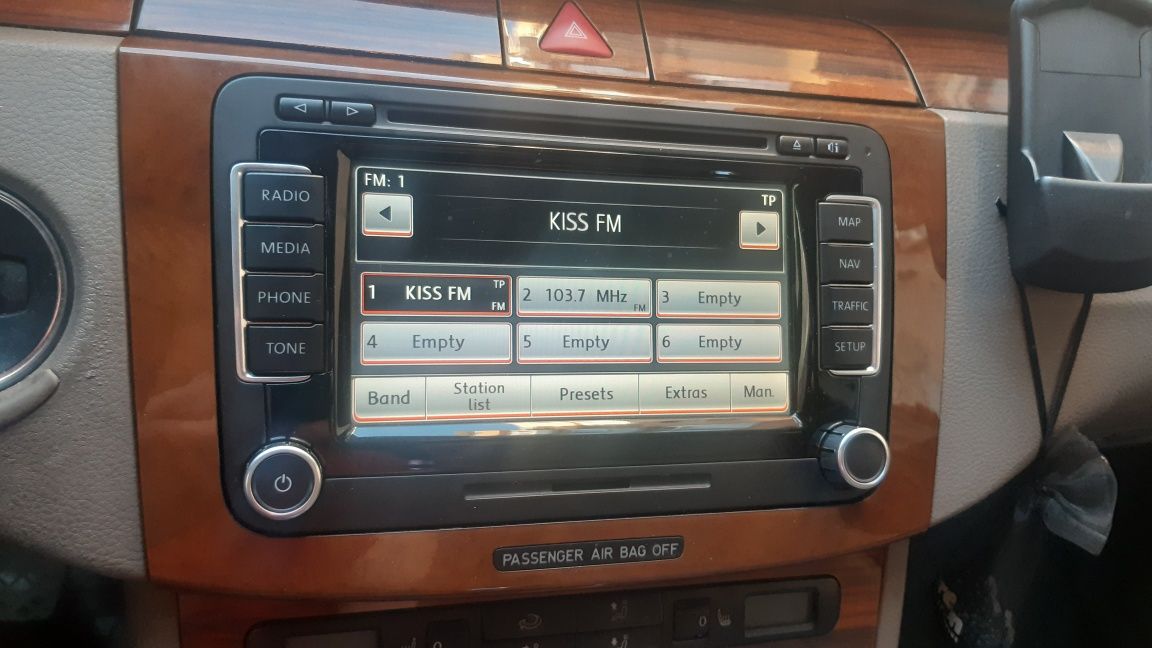 FM: 1
TP
KISS FM
RADIO
MEDIA
PHONE
TONE
1 KISS FM TP FM
2 103.7 MHz FM
3 Empty
4 Empty
5 Empty
6 Empty
Band
Station
list
Presets
Extras
Man.
MAP
NAV
TRAFFIC
SETUP
PASSENGER AIR BAG OFF
0